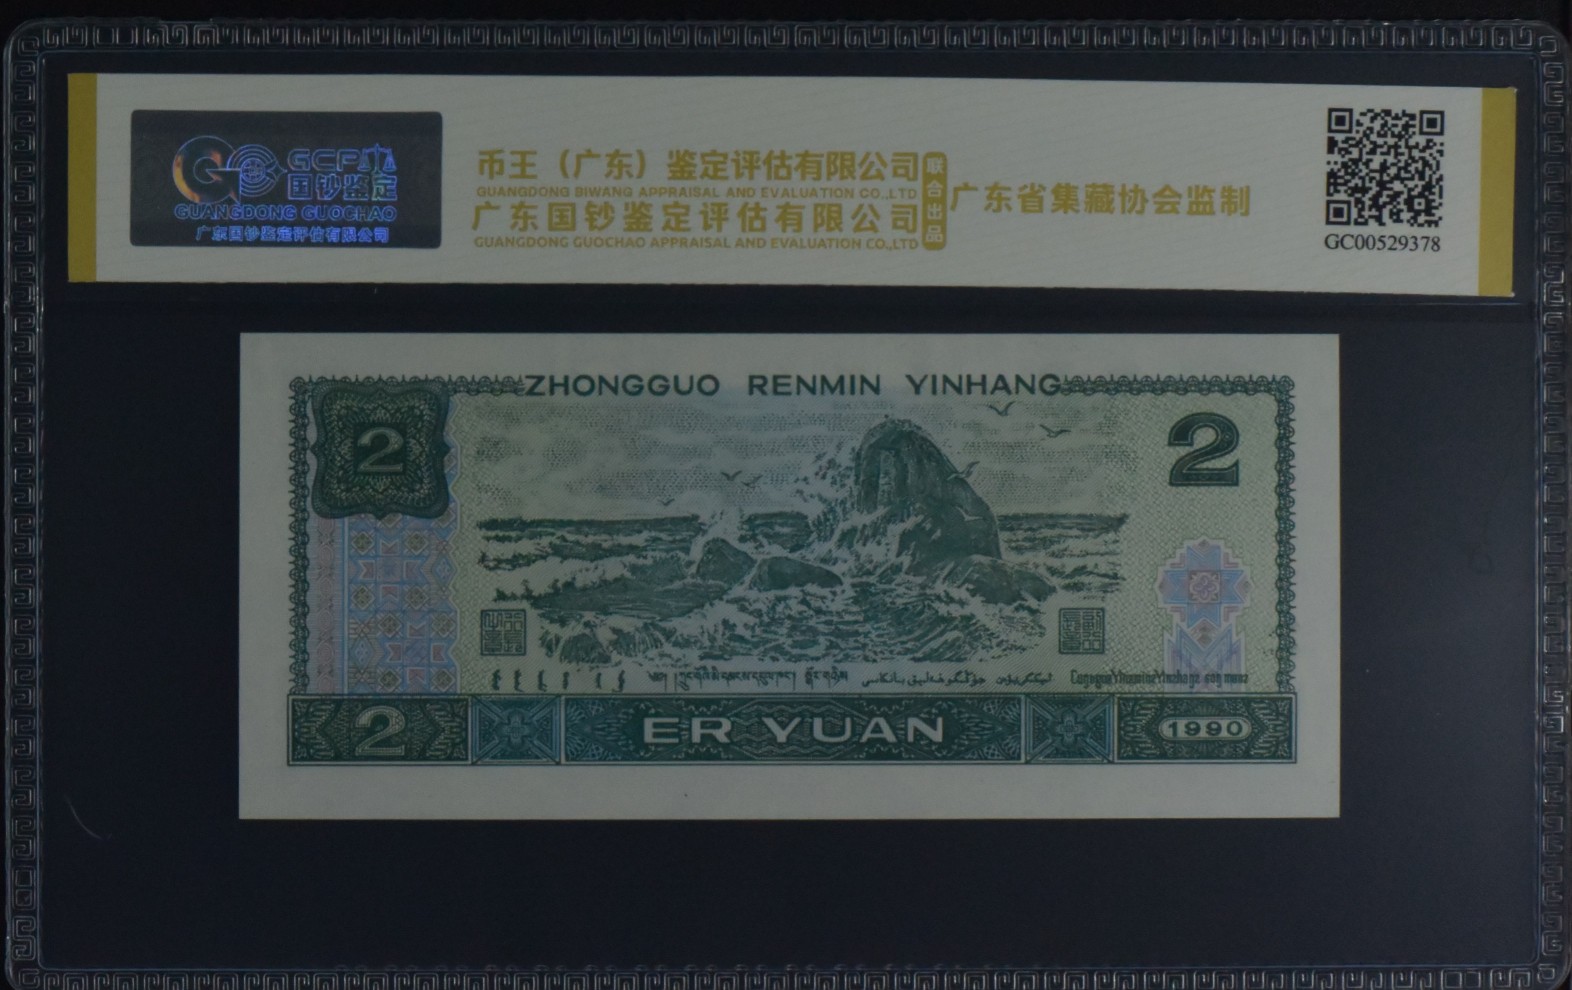 GCP
国钞鉴定
GUANGDONG GUOCHAO
广东国钞鉴定评估有限公司
币王（广东）鉴定评估有限公司
GUANGDONG BIWANG APPRAISAL AND EVALUATION CO.,LTD
广东国钞鉴定评估有限公司
GUANGDONG GUOCHAO APPRAISAL AND EVALUATION CO.,LTD
联合出品
广东省集藏协会监制
GC00529378
ZHONGGUO RENMIN YINHANG
2
2
2
ER YUAN
1990